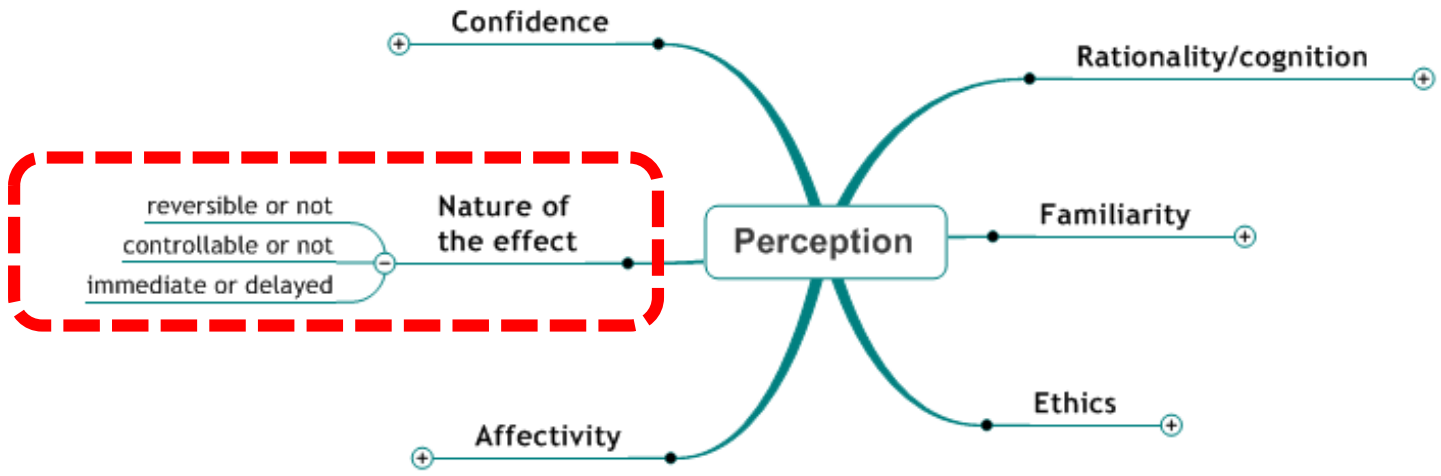 Confidence
Rationality/cognition
reversible or not
controllable or not
immediate or delayed
Nature of
the effect
Perception
Familiarity
Ethics
Affectivity